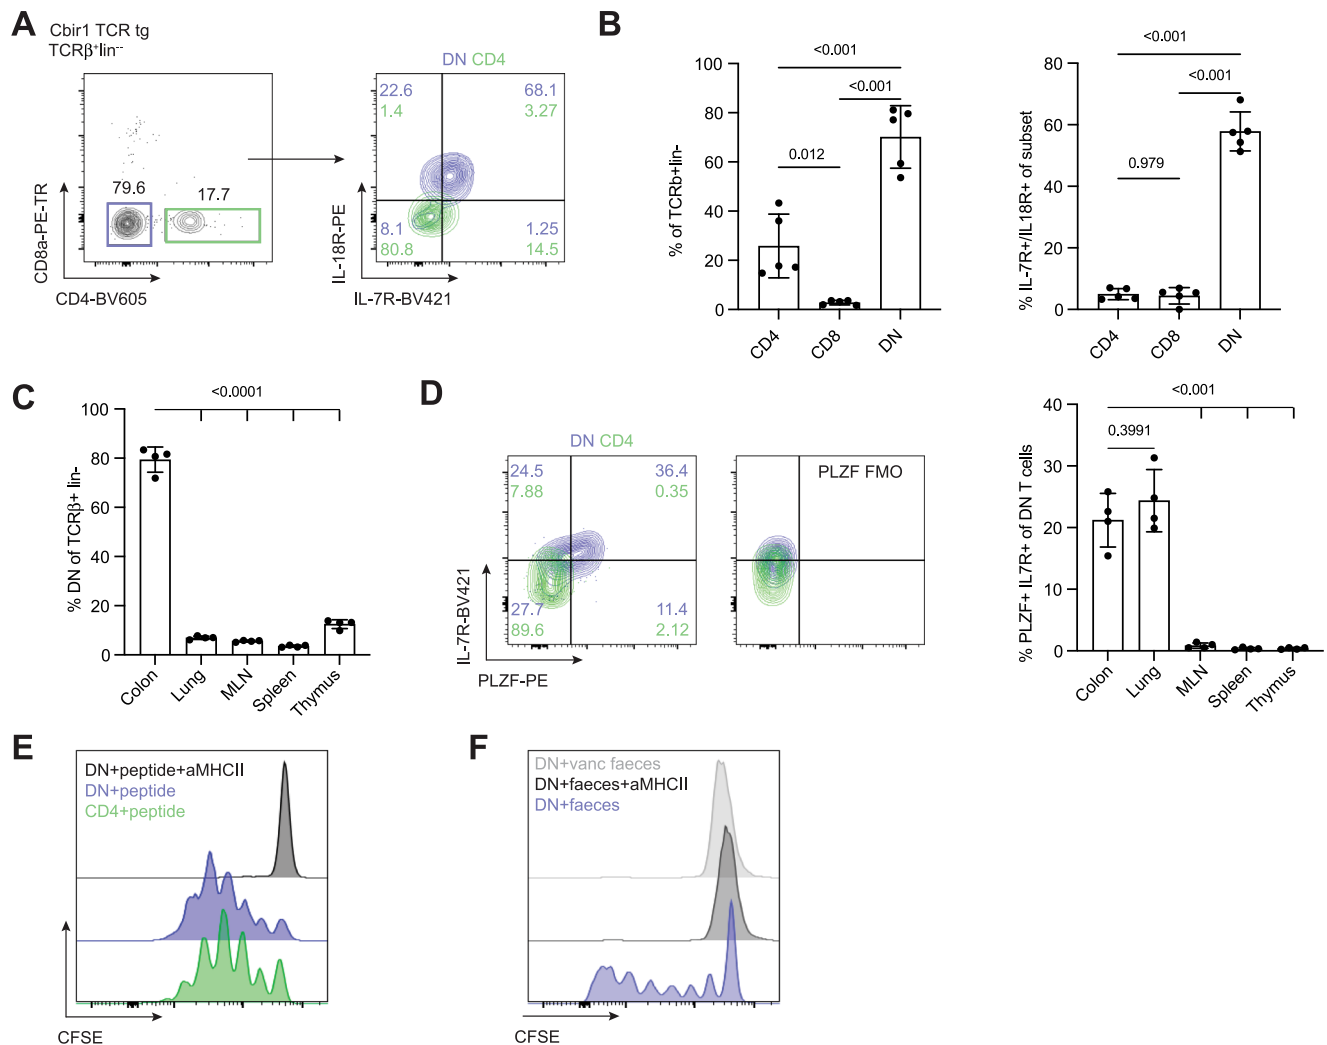 A
Cbir1 TCR tg
TCRβ+lin--
CD8a-PE-TR
79.6
17.7
CD4-BV605
DN CD4
22.6
68.1
1.4
3.27
8.1
1.25
80.8
14.5
IL-18R-PE
IL-7R-BV421
B
<0.001
<0.001
0.012
100
80
60
40
20
0
% of TCRb+lin-
CD4
CD8
DN
<0.001
<0.001
0.979
80
60
40
20
0
% IL-7R+/IL18R+ of subset
CD4
CD8
DN
C
<0.0001
100
80
60
40
20
0
% DN of TCRβ+ lin-
Colon
Lung
MLN
Spleen
Thymus
D
DN CD4
24.5
36.4
7.88
0.35
27.7
11.4
89.6
2.12
IL-7R-BV421
PLZF-PE
PLZF FMO
<0.001
0.3991
40
30
20
10
0
% PLZF+ IL7R+ of DN T cells
Colon
Lung
MLN
Spleen
Thymus
E
DN+peptide+aMHCII
DN+peptide
CD4+peptide
CFSE
F
DN+vanc faeces
DN+faeces+aMHCII
DN+faeces
CFSE